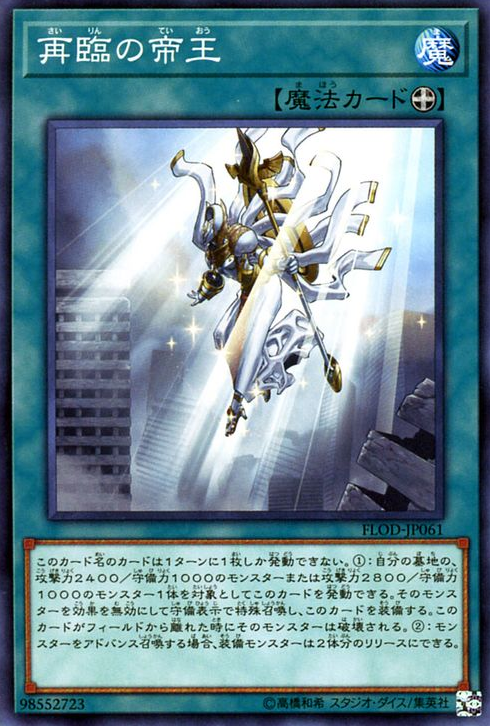 再臨の帝王
魔
【魔法カード】
FLOD-JP061
このカード名のカードは1ターンに1枚しか発動できない。①:自分の墓地の、
攻撃力2400/守備力1000のモンスターまたは攻撃力2800/守備力
1000のモンスター1体を対象としてこのカードを発動できる。そのモンス
ターを効果を無効にして守備表示で特殊召喚し、このカードを装備する。この
カードがフィールドから離れた時にそのモンスターは破壊される。②:モン
スターをアドバンス召喚する場合、装備モンスターは2体分のリリースにできる。
98552723
©高橋和希 スタジオ・ダイス/集英社